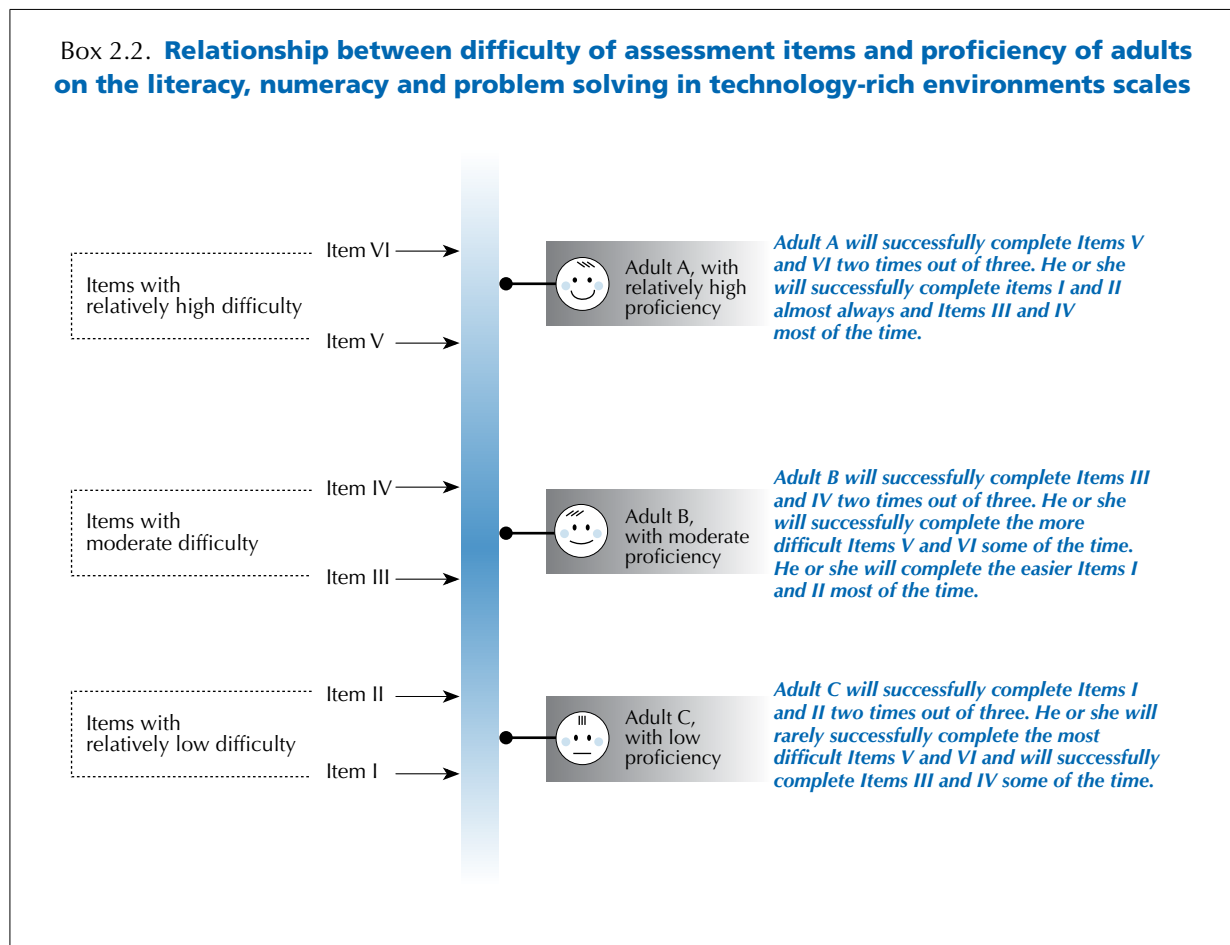 Box 2.2. Relationship between difficulty of assessment items and proficiency of adults
on the literacy, numeracy and problem solving in technology-rich environments scales
Items with
relatively high difficulty
Item VI
Item V
Adult A, with
relatively high
proficiency
Adult A will successfully complete Items V
and VI two times out of three. He or she
will successfully complete items I and II
almost always and Items III and IV
most of the time.
Items with
moderate difficulty
Item IV
Item III
Adult B,
with moderate
proficiency
Adult B will successfully complete Items III
and IV two times out of three. He or she
will successfully complete the more
difficult Items V and VI some of the time.
He or she will complete the easier Items I
and II most of the time.
Items with
relatively low difficulty
Item II
Item I
Adult C,
with low
proficiency
Adult C will successfully complete Items I
and II two times out of three. He or she will
rarely successfully complete the most
difficult Items V and VI and will successfully
complete Items III and IV some of the time.